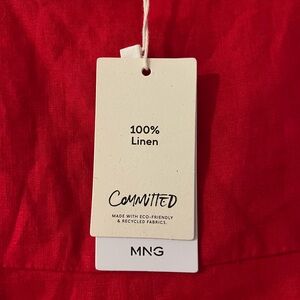 100%
Linen
COMMITTED
MADE WITH ECO-FRIENDLY
& RECYCLED FABRICS.
MNG